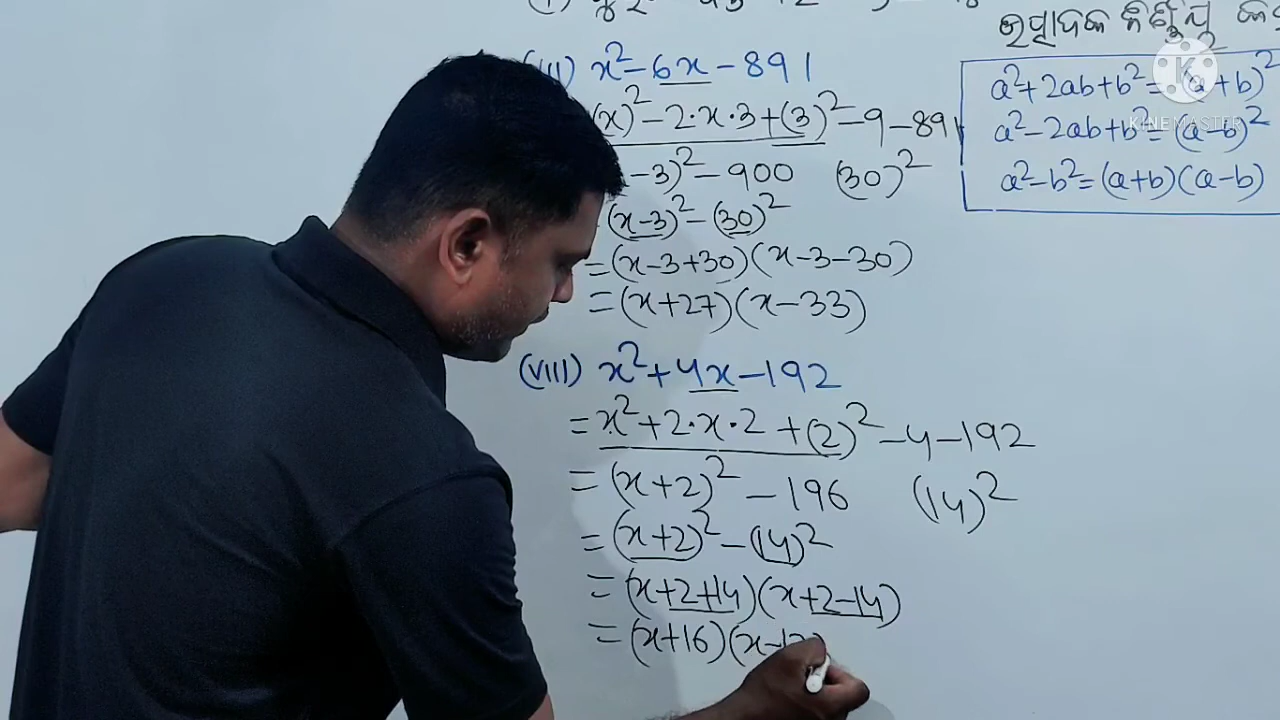 ଉତ୍ପାଦକ
(VII) x² – 6x – 891
(x)² – 2·x·3 + (3)² – 9 – 891
– 3)² – 900 (30)²
(x–3)² – (30)²
= (x–3+30)(x–3–30)
= (x+27)(x–33)
a²+2ab+b² = (a+b)²
a²–2ab+b² = (a–b)²
a²–b² = (a+b)(a–b)
KINEMASTER
(VIII) x² + 4x – 192
= x² + 2·x·2 + (2)² – 4 – 192
= (x+2)² – 196 (14)²
= (x+2)² – (14)²
= (x+2+14)(x+2–14)
= (x+16)(x–12)